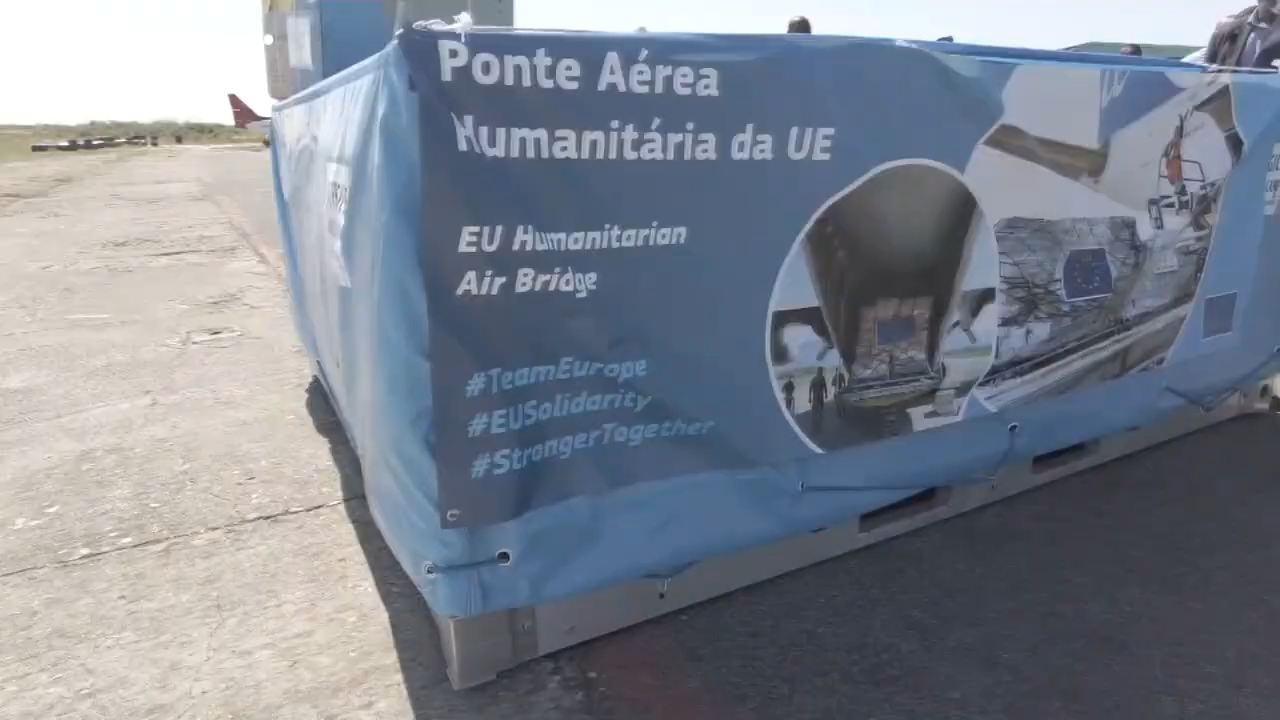 Ponte Aérea
Humanitária da UE
EU Humanitarian
Air Bridge
#TeamEurope
#EUSolidarity
#StrongerTogether